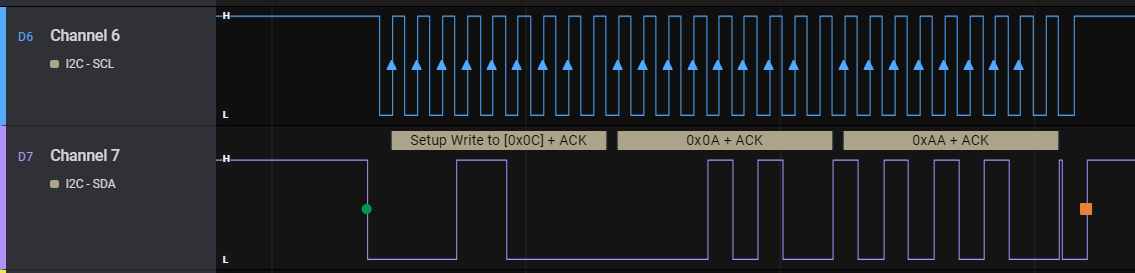 D6 Channel 6
I2C - SCL
H
L
Setup Write to [0x0C] + ACK 0x0A + ACK 0xAA + ACK
D7 Channel 7
I2C - SDA
H
L